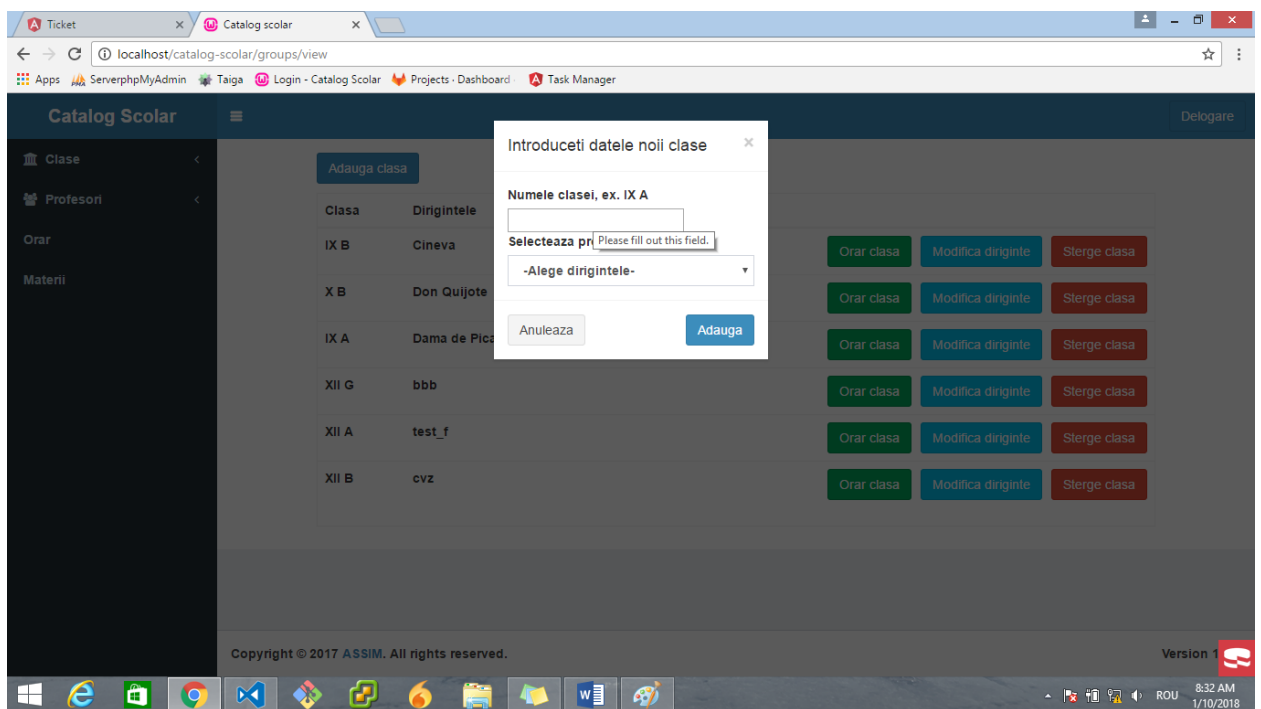 Ticket
Catalog scolar
localhost/catalog-scolar/groups/view
Apps ServerphpMyAdmin Taiga Login - Catalog Scolar Projects · Dashboard · Task Manager
Catalog Scolar
Delogare
Introduceti datele noii clase ×
Clase
Adauga clasa
Profesori
Numele clasei, ex. IX A
Clasa Dirigintele
Orar
Selecteaza pr
Please fill out this field.
IX B Cineva Orar clasa Modifica diriginte Sterge clasa
-Alege dirigintele-
Materii
X B Don Quijote Orar clasa Modifica diriginte Sterge clasa
Anuleaza Adauga
IX A Dama de Pica Orar clasa Modifica diriginte Sterge clasa
XII G bbb Orar clasa Modifica diriginte Sterge clasa
XII A test_f Orar clasa Modifica diriginte Sterge clasa
XII B cvz Orar clasa Modifica diriginte Sterge clasa
Copyright © 2017 ASSIM. All rights reserved.
Version 1
ROU
8:32 AM
1/10/2018